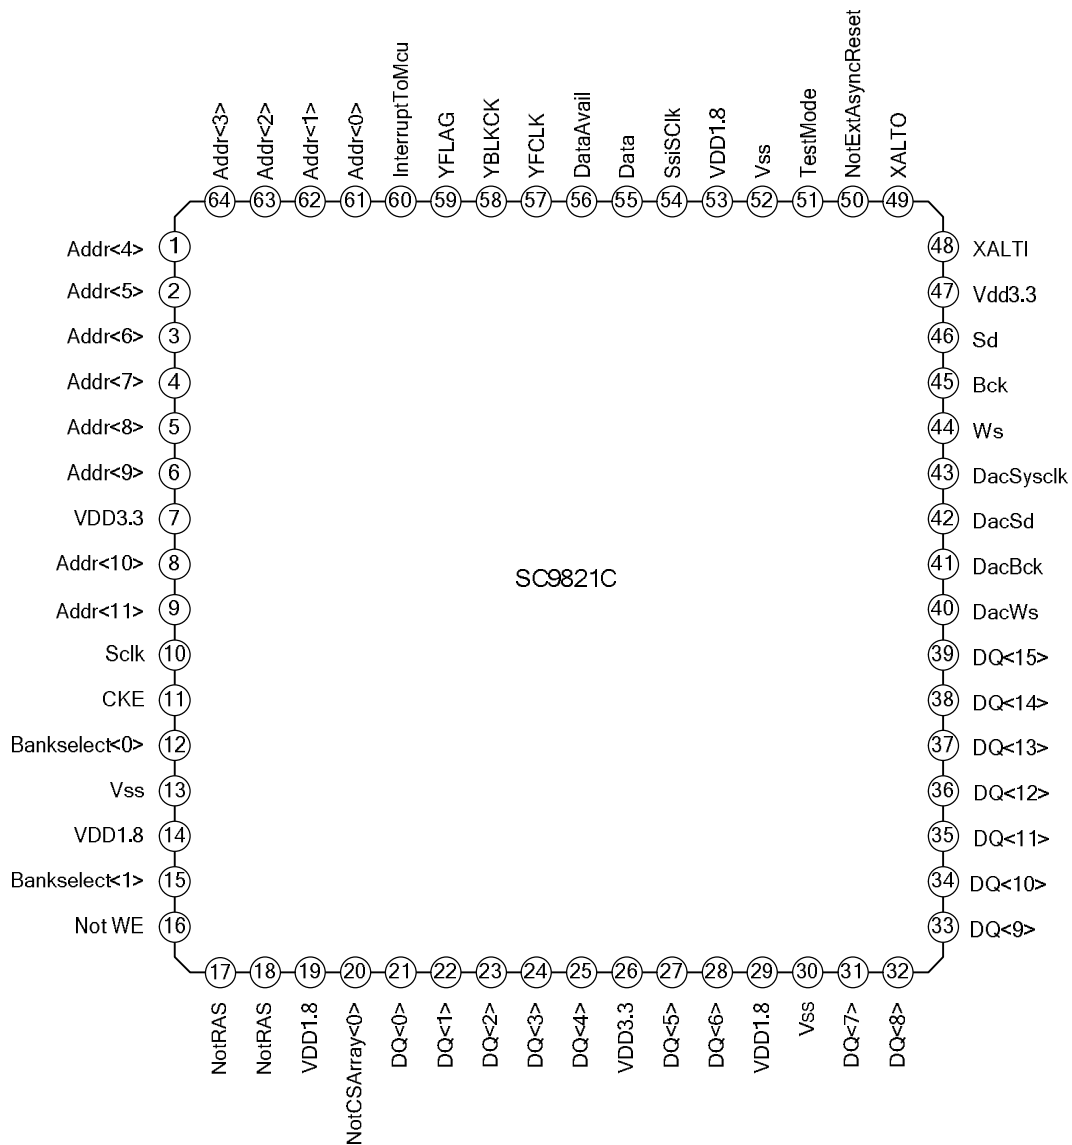 Addr<3>
Addr<2>
Addr<1>
Addr<0>
InterruptToMcu
YFLAG
YBLKCK
YFCLK
DataAvail
Data
SsiSClk
VDD1.8
Vss
TestMode
NotExtAsyncReset
XALTO
64
63
62
61
60
59
58
57
56
55
54
53
52
51
50
49
Addr<4> 1
Addr<5> 2
Addr<6> 3
Addr<7> 4
Addr<8> 5
Addr<9> 6
VDD3.3 7
Addr<10> 8
Addr<11> 9
Sclk 10
CKE 11
Bankselect<0> 12
Vss 13
VDD1.8 14
Bankselect<1> 15
Not WE 16
SC9821C
48 XALTI
47 Vdd3.3
46 Sd
45 Bck
44 Ws
43 DacSysclk
42 DacSd
41 DacBck
40 DacWs
39 DQ<15>
38 DQ<14>
37 DQ<13>
36 DQ<12>
35 DQ<11>
34 DQ<10>
33 DQ<9>
17
18
19
20
21
22
23
24
25
26
27
28
29
30
31
32
NotRAS
NotRAS
VDD1.8
NotCSArray<0>
DQ<0>
DQ<1>
DQ<2>
DQ<3>
DQ<4>
VDD3.3
DQ<5>
DQ<6>
VDD1.8
Vss
DQ<7>
DQ<8>